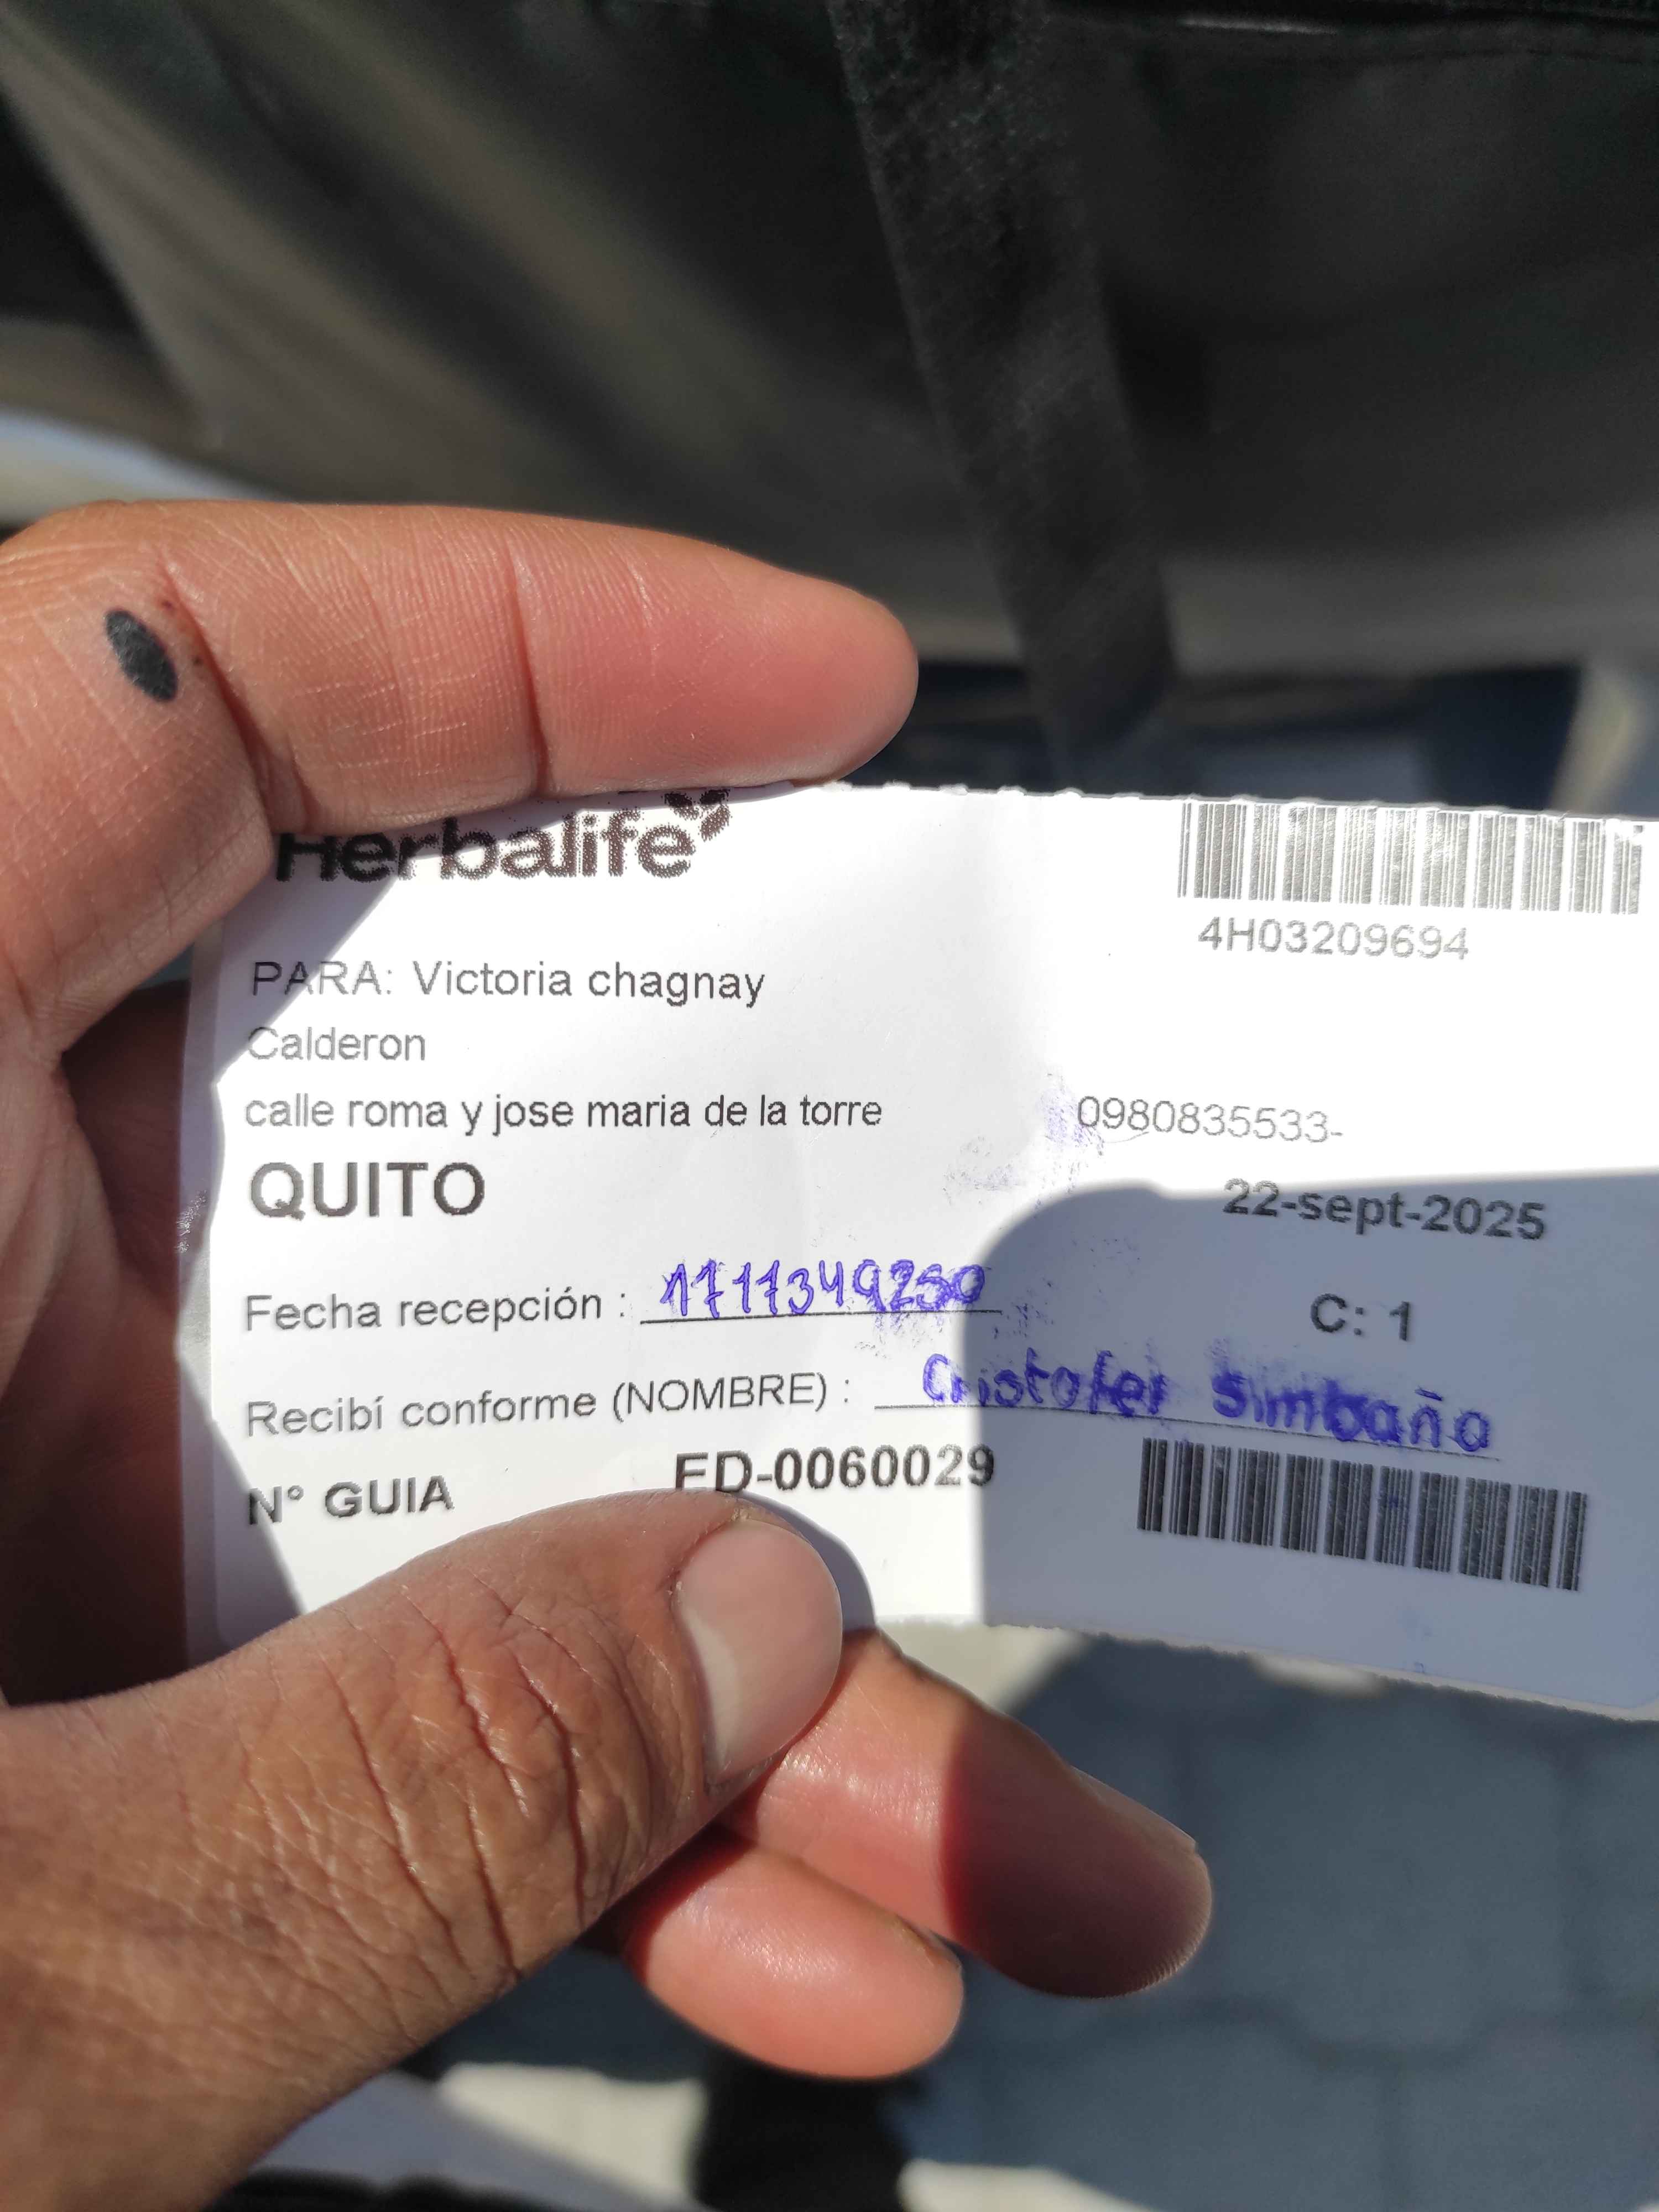 Herbalife
4H03209694
PARA: Victoria chagnay
Calderon
calle roma y jose maria de la torre 0980835533-
QUITO 22-sept-2025
Fecha recepción : 1711349250
C: 1
Recibí conforme (NOMBRE) : Cristofer Simbaño
N° GUIA ED-0060029